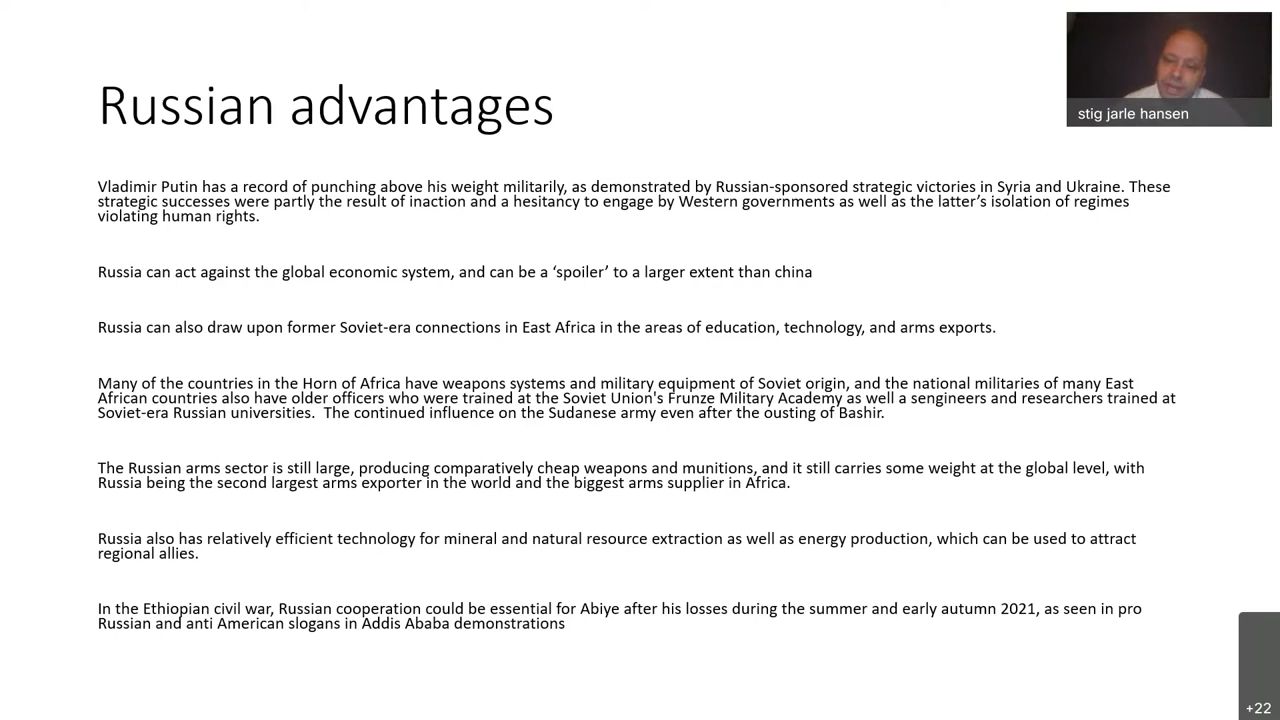 Russian advantages
stig jarle hansen
Vladimir Putin has a record of punching above his weight militarily, as demonstrated by Russian-sponsored strategic victories in Syria and Ukraine. These
strategic successes were partly the result of inaction and a hesitancy to engage by Western governments as well as the latter’s isolation of regimes
violating human rights.
Russia can act against the global economic system, and can be a ‘spoiler’ to a larger extent than china
Russia can also draw upon former Soviet-era connections in East Africa in the areas of education, technology, and arms exports.
Many of the countries in the Horn of Africa have weapons systems and military equipment of Soviet origin, and the national militaries of many East
African countries also have older officers who were trained at the Soviet Union's Frunze Military Academy as well a sengineers and researchers trained at
Soviet-era Russian universities.  The continued influence on the Sudanese army even after the ousting of Bashir.
The Russian arms sector is still large, producing comparatively cheap weapons and munitions, and it still carries some weight at the global level, with
Russia being the second largest arms exporter in the world and the biggest arms supplier in Africa.
Russia also has relatively efficient technology for mineral and natural resource extraction as well as energy production, which can be used to attract
regional allies.
In the Ethiopian civil war, Russian cooperation could be essential for Abiye after his losses during the summer and early autumn 2021, as seen in pro
Russian and anti American slogans in Addis Ababa demonstrations
+22